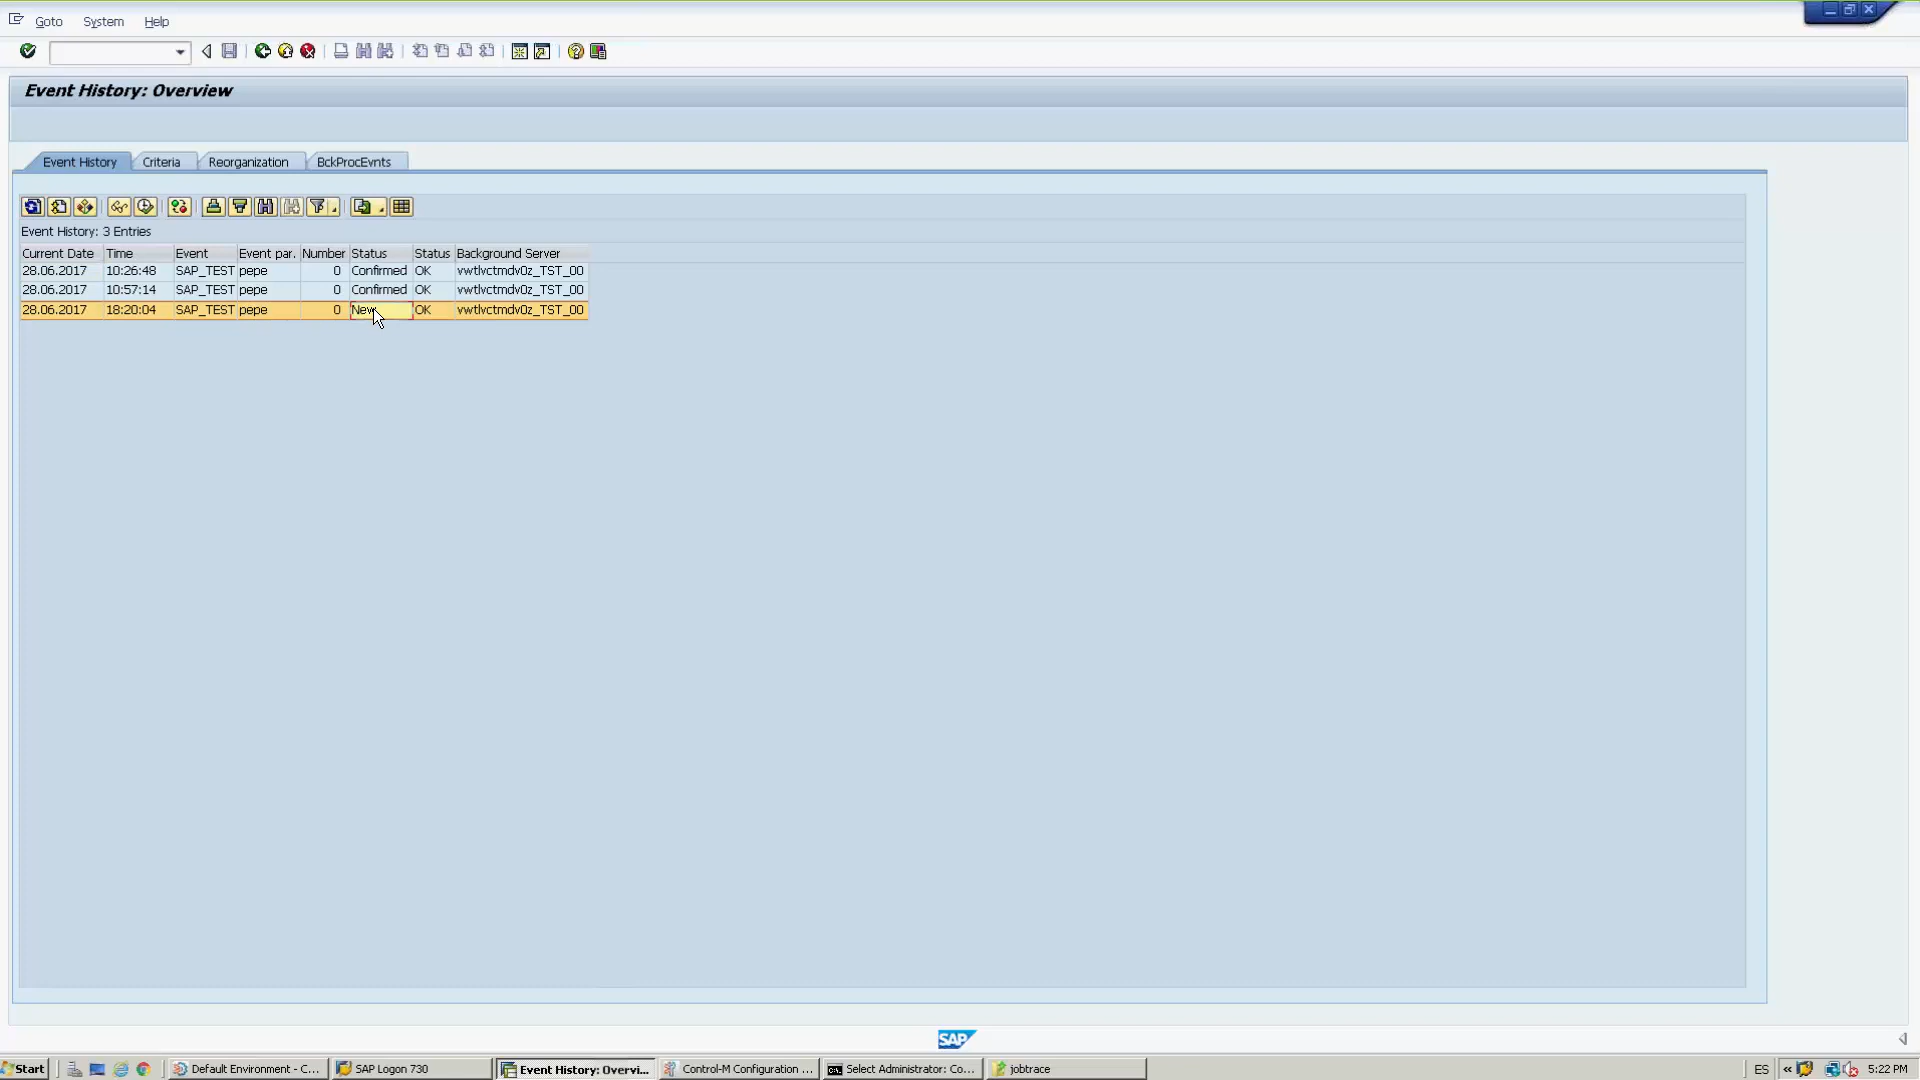 Goto System Help
Event History: Overview
Event History Criteria Reorganization BckProcEvnts
Event History: 3 Entries
Current Date Time Event Event par. Number Status Status Background Server
28.06.2017 10:26:48 SAP_TEST pepe 0 Confirmed OK vwtlvctmdv0z_TST_00
28.06.2017 10:57:14 SAP_TEST pepe 0 Confirmed OK vwtlvctmdv0z_TST_00
28.06.2017 18:20:04 SAP_TEST pepe 0 New OK vwtlvctmdv0z_TST_00
SAP
Start Default Environment - C... SAP Logon 730 Event History: Overvi... Control-M Configuration ... Select Administrator: Co... jobtrace ES « 5:22 PM